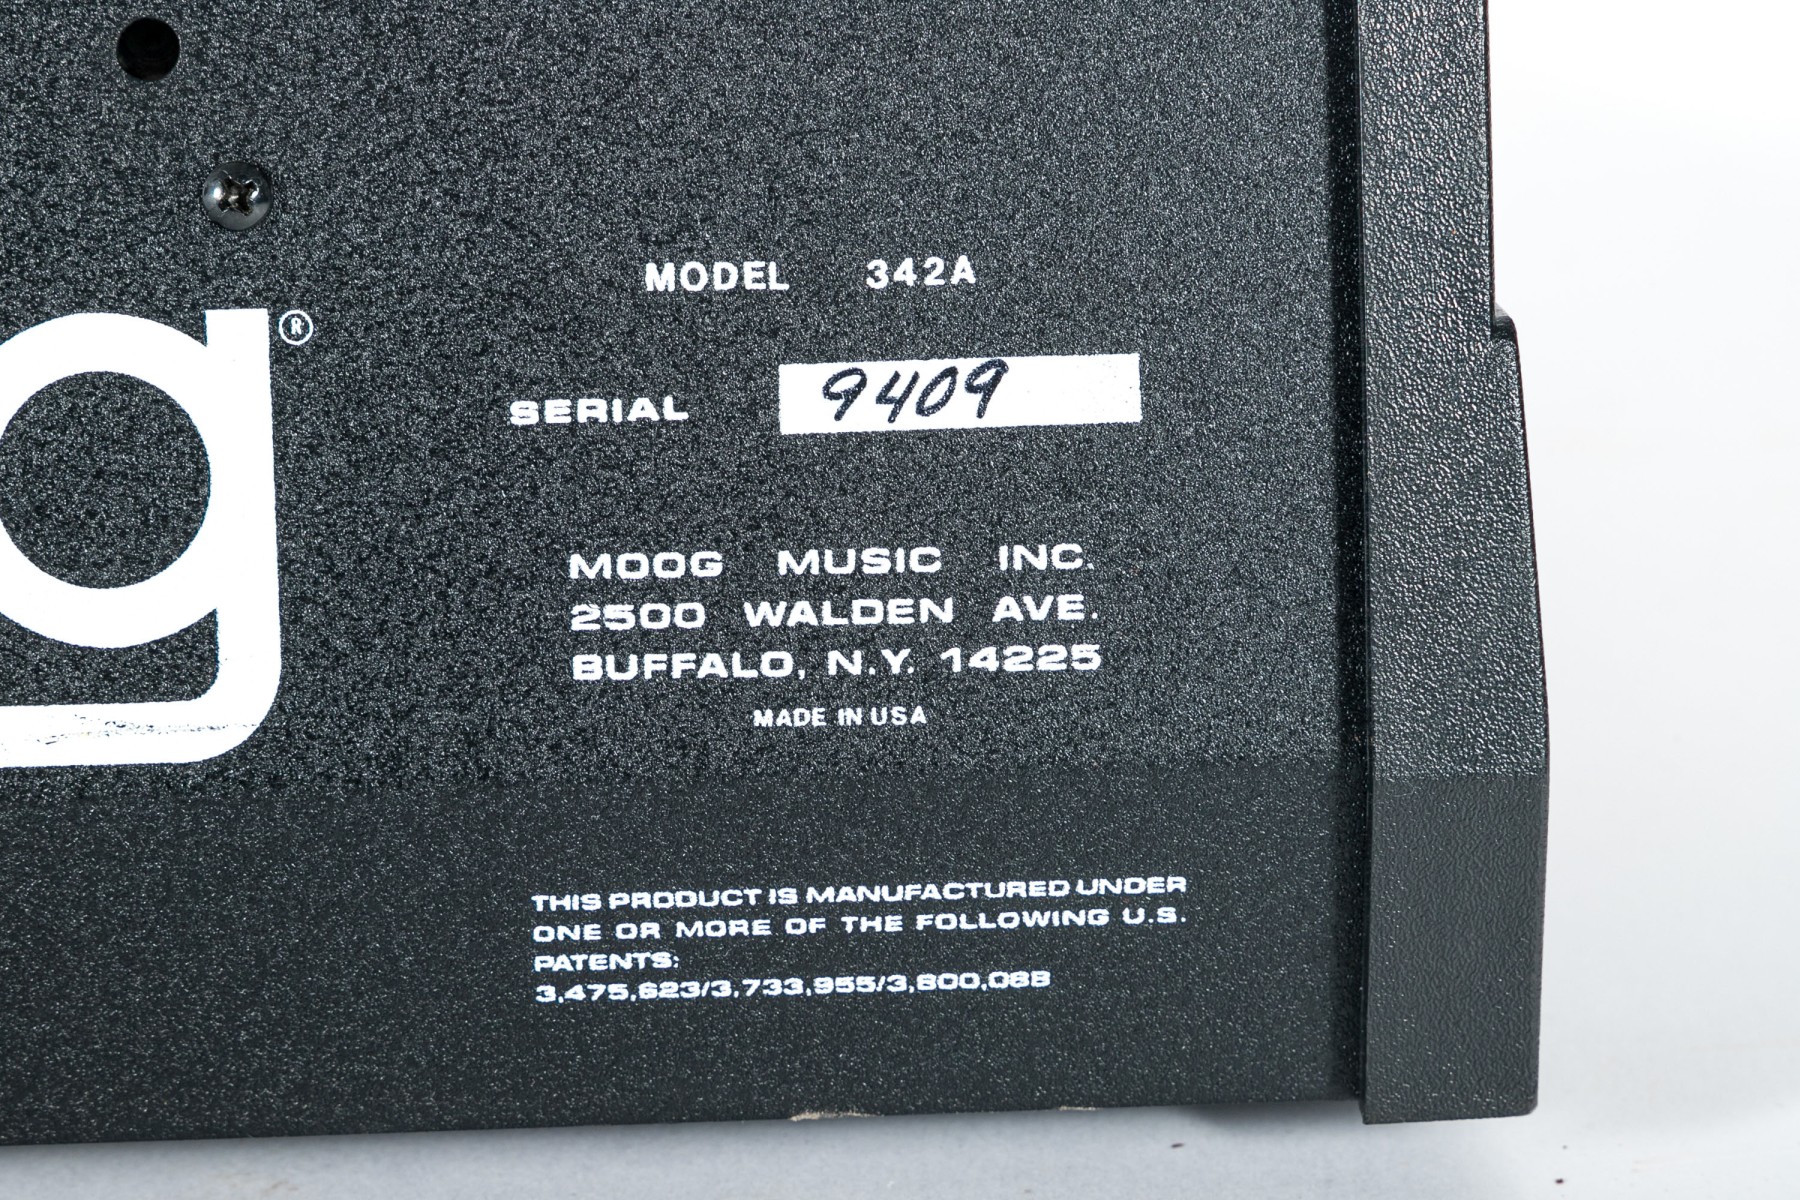 g®
MODEL 342A
SERIAL 9409
MOOG MUSIC INC.
2500 WALDEN AVE.
BUFFALO, N.Y. 14225
MADE IN USA
THIS PRODUCT IS MANUFACTURED UNDER
ONE OR MORE OF THE FOLLOWING U.S.
PATENTS:
3,475,623/3,733,955/3,800,088